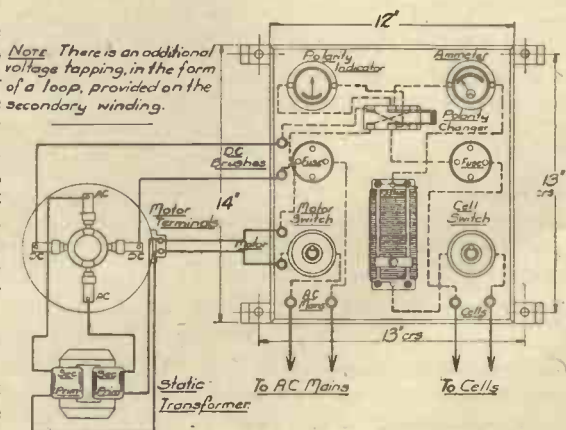 NOTE There is an additional
voltage tapping, in the form
of a loop, provided on the
secondary winding.
12"
Polarity
Indicator
Ammeter
Polarity
Changer
DC
Brushes
Fuse
Fuse
14"
13"
crs
Motor
Terminals
Motor
Switch
Cell
Switch
Motor
AC
DC
DC
AC
AC
Mains
Cells
13" crs
To AC Mains
To Cells
Sec
Prim
Sec
Prim
Static
Transformer